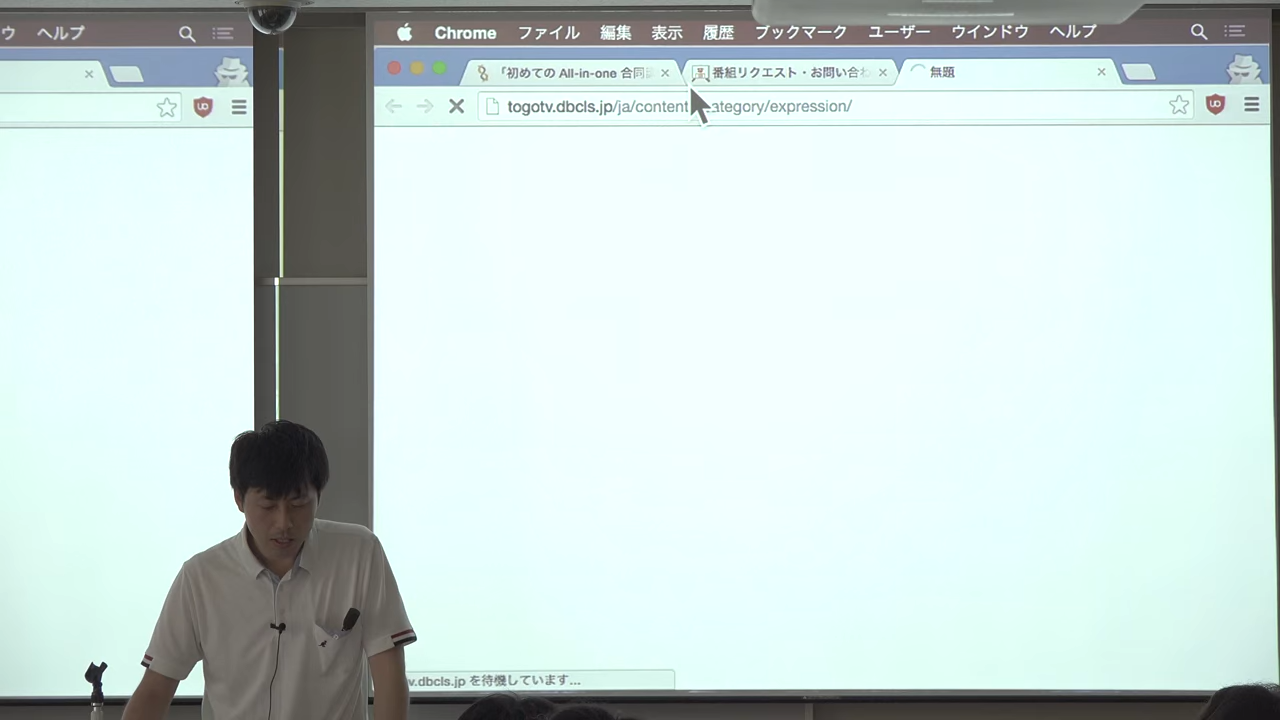 ウ ヘルプ
Chrome ファイル 編集 表示 履歴 ブックマーク ユーザー ウインドウ ヘルプ
「初めての All-in-one 合同
番組リクエスト・お問い合わ
無題
togotv.dbcls.jp/ja/content category/expression/
v.dbcls.jp を待機しています...